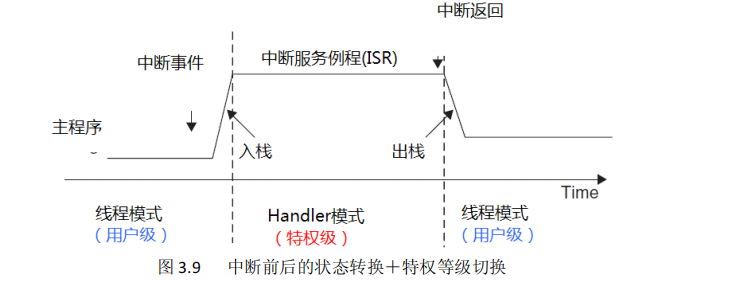 中断返回
中断事件
中断服务例程(ISR)
主程序
入栈
出栈
Time
线程模式
（用户级）
Handler模式
（特权级）
线程模式
（用户级）
图 3.9 中断前后的状态转换＋特权等级切换